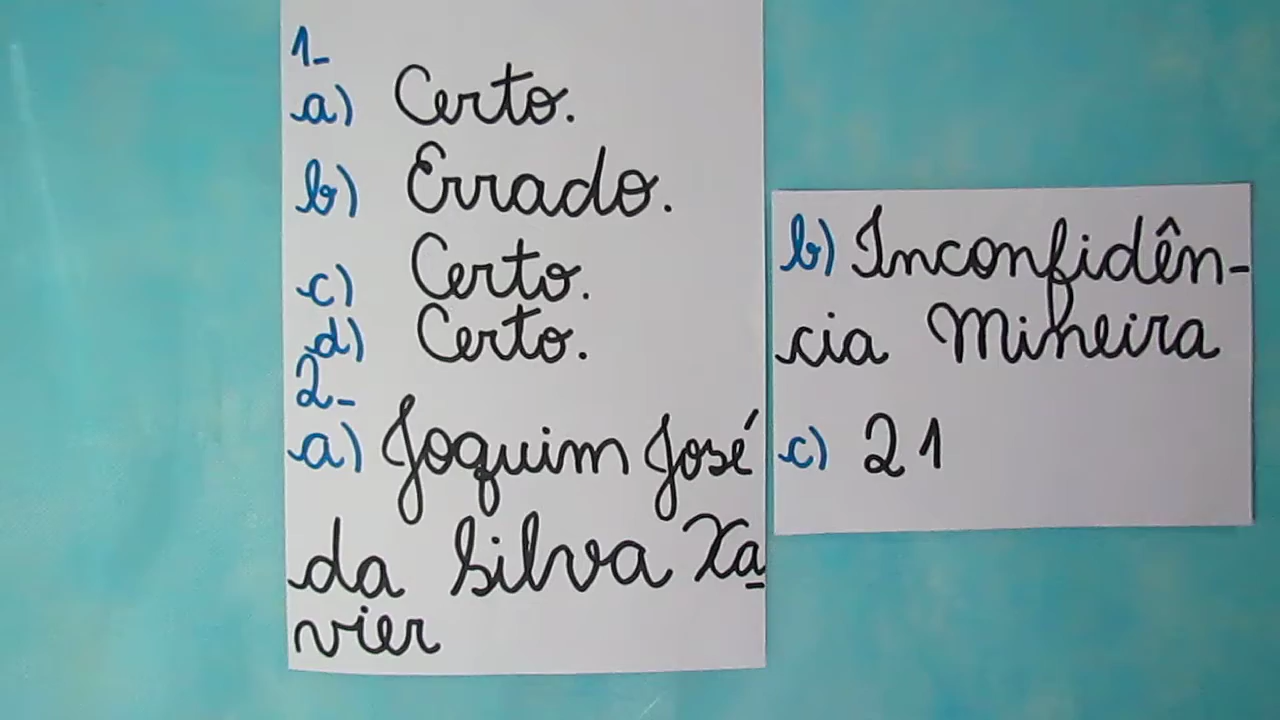 1-
a) Certo.
b) Errado.
c) Certo.
d) Certo.
2-
a) Joquim José
da Silva Xa
vier
b) Inconfidên-
cia Mineira
c) 21